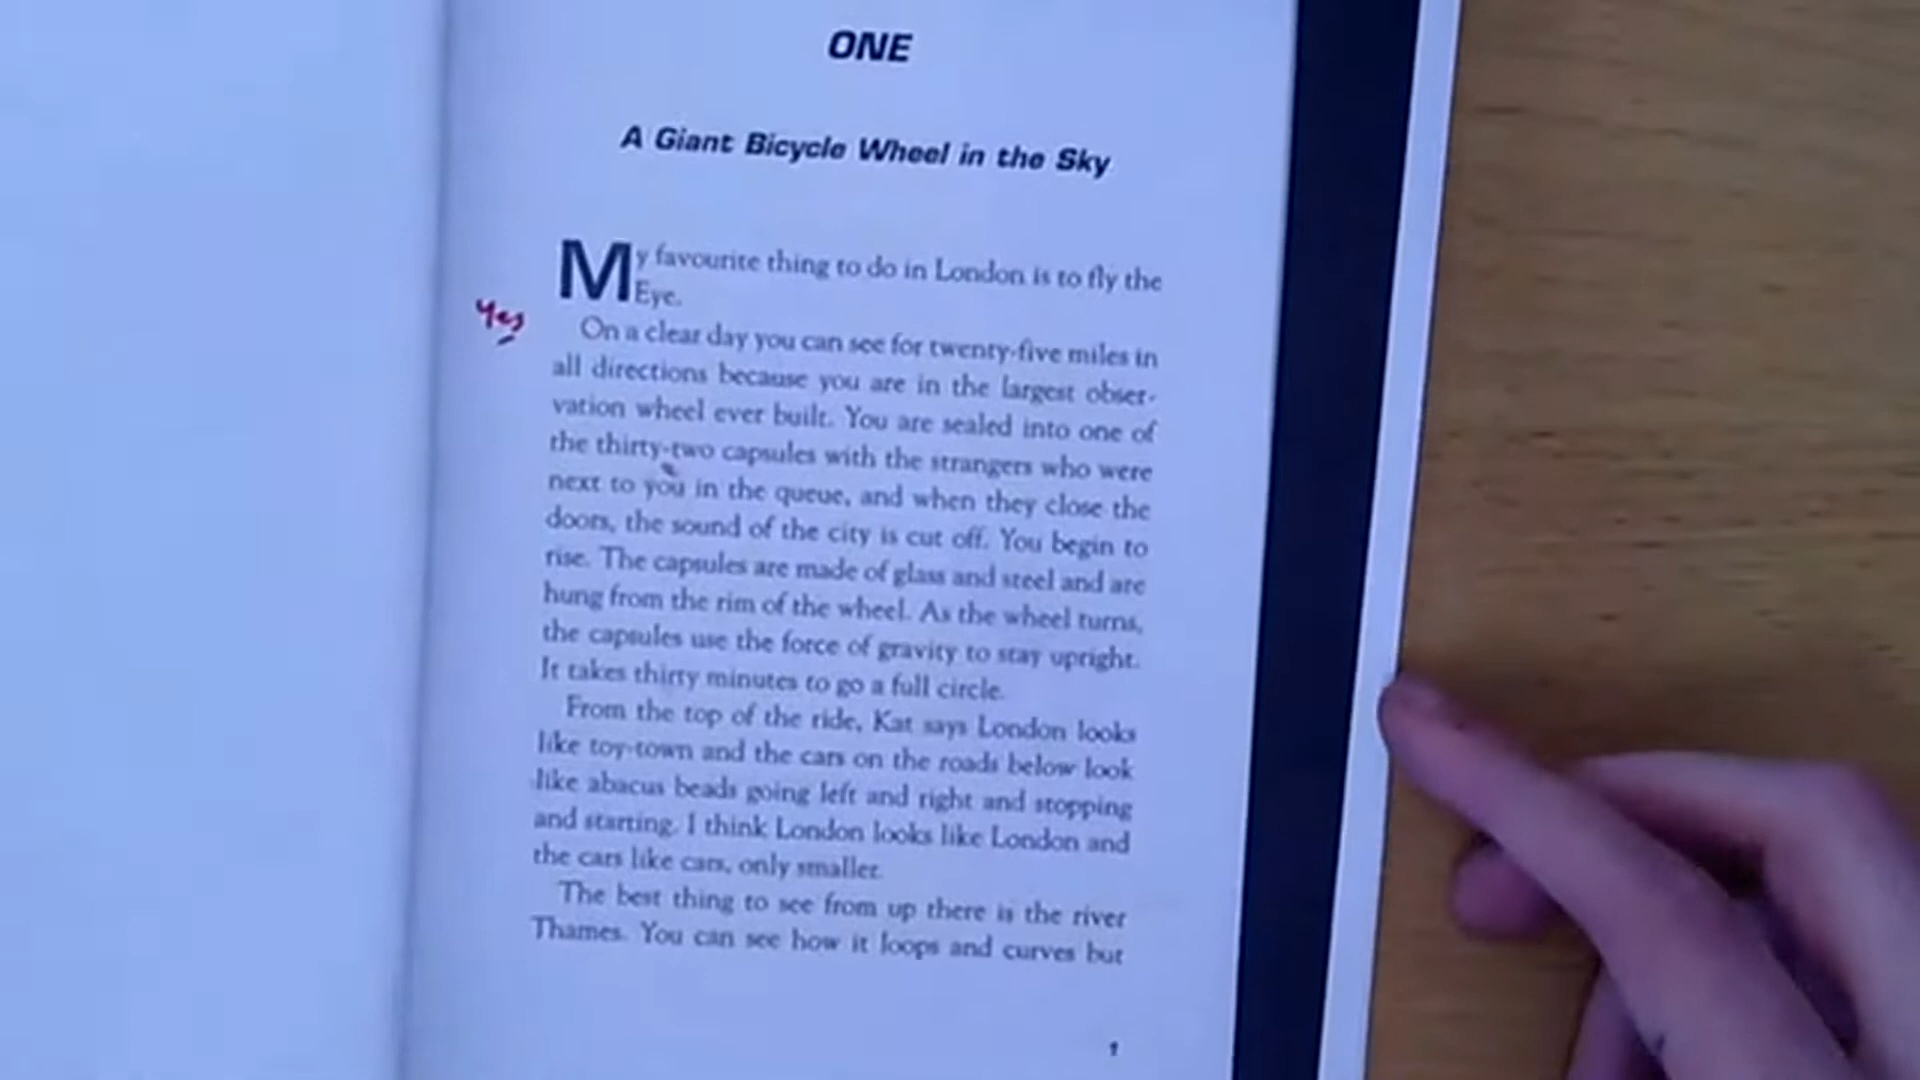 ONE
A Giant Bicycle Wheel in the Sky
My favourite thing to do in London is to fly the
Eye.
Yes
On a clear day you can see for twenty-five miles in
all directions because you are in the largest obser-
vation wheel ever built. You are sealed into one of
the thirty-two capsules with the strangers who were
next to you in the queue, and when they close the
doors, the sound of the city is cut off. You begin to
rise. The capsules are made of glass and steel and are
hung from the rim of the wheel. As the wheel turns,
the capsules use the force of gravity to stay upright.
It takes thirty minutes to go a full circle.
From the top of the ride, Kat says London looks
like toy-town and the cars on the roads below look
like abacus beads going left and right and stopping
and starting. I think London looks like London and
the cars like cars, only smaller.
The best thing to see from up there is the river
Thames. You can see how it loops and curves but
1